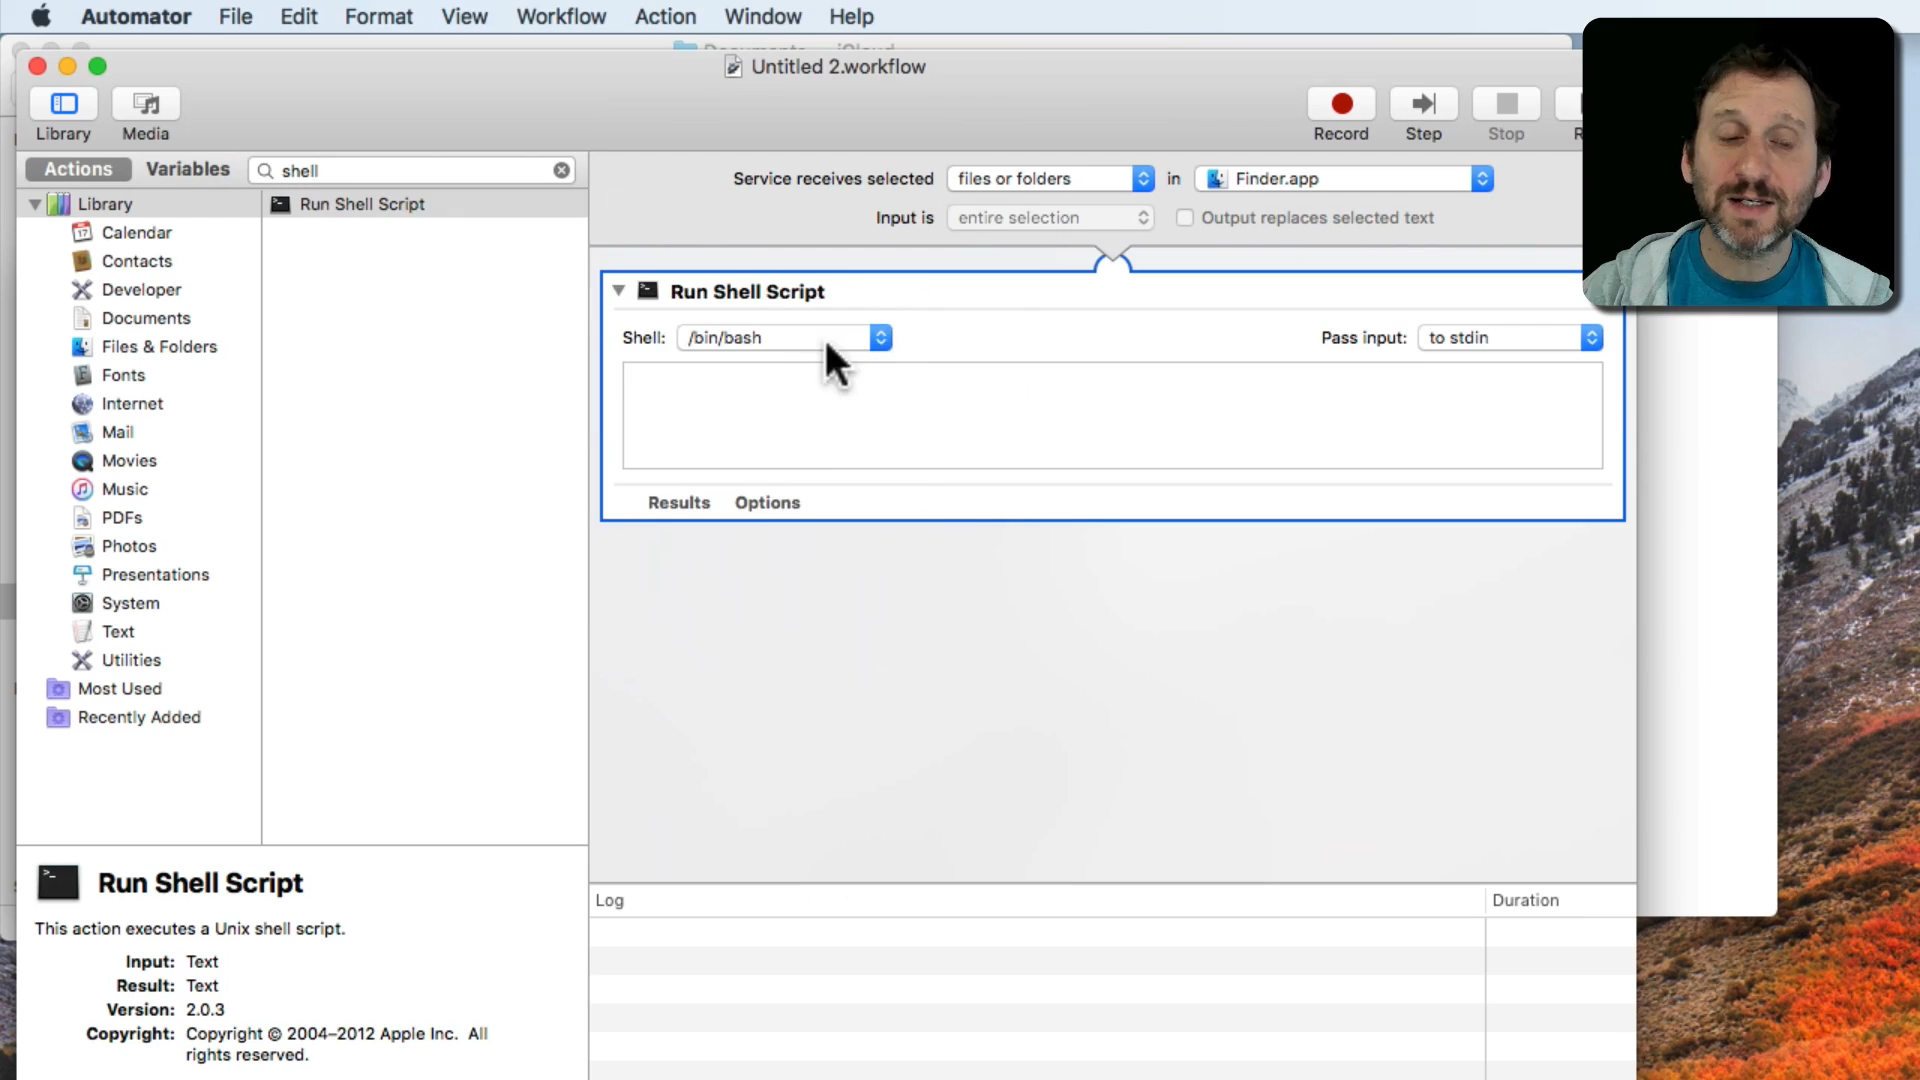 Automator File Edit Format View Workflow Action Window Help
Untitled 2.workflow
Library Media
Record Step Stop
Actions Variables shell
Service receives selected files or folders in Finder.app
Input is entire selection Output replaces selected text
Library
Calendar
Contacts
Developer
Documents
Files & Folders
Fonts
Internet
Mail
Movies
Music
PDFs
Photos
Presentations
System
Text
Utilities
Most Used
Recently Added
Run Shell Script
Run Shell Script
Shell: /bin/bash
Pass input: to stdin
Results Options
Log Duration
Run Shell Script
This action executes a Unix shell script.
Input: Text
Result: Text
Version: 2.0.3
Copyright: Copyright © 2004–2012 Apple Inc. All
rights reserved.